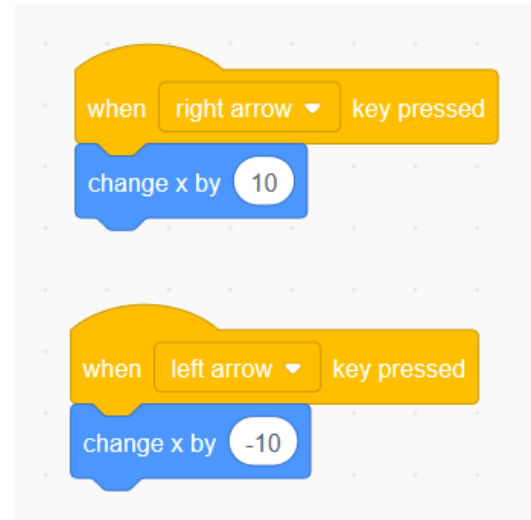 when right arrow key pressed
change x by 10
when left arrow key pressed
change x by -10